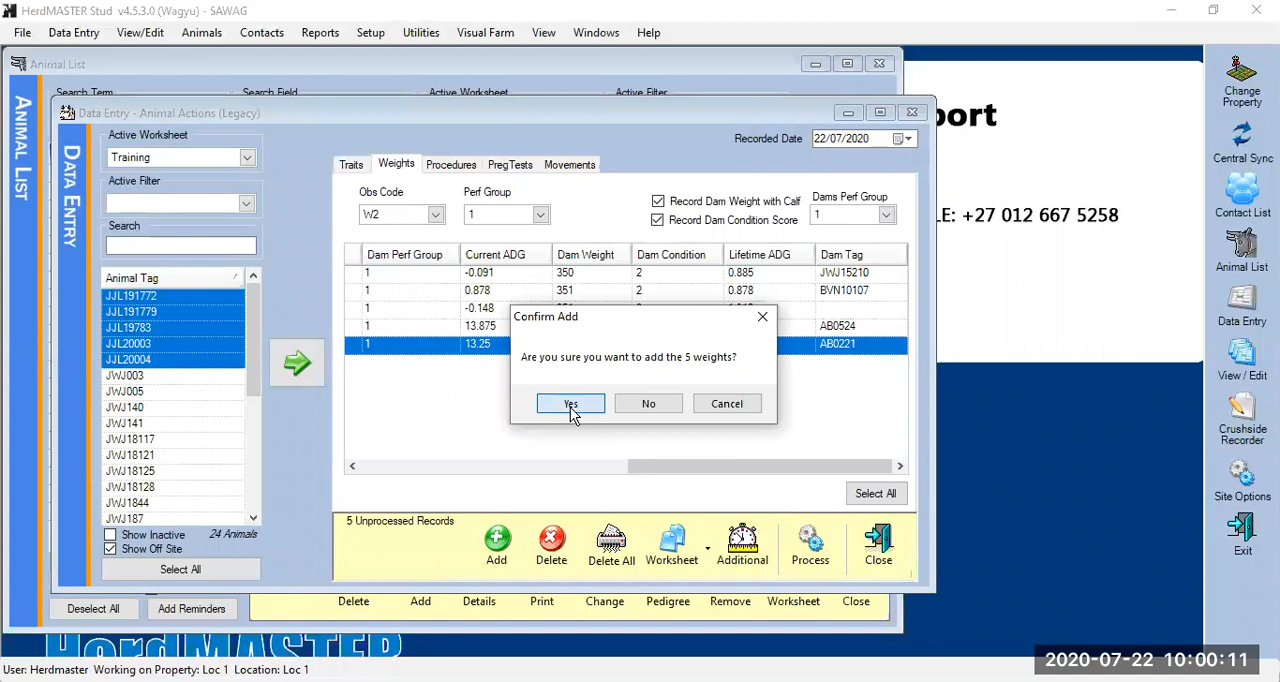 HerdMASTER Stud v4.5.3.0 (Wagyu) - SAWAG
File Data Entry View/Edit Animals Contacts Reports Setup Utilities Visual Farm View Windows Help
Animal List
Search Term Search Field Active Worksheet Active Filter
ANIMAL LIST
Data Entry - Animal Actions (Legacy)
DATA ENTRY
Active Worksheet
Training
Active Filter
Search
Recorded Date 22/07/2020
Traits Weights Procedures PregTests Movements
Obs Code Perf Group
W2 1
Record Dam Weight with Calf
Record Dam Condition Score
Dams Perf Group
1
Animal Tag
JJL191772
JJL191779
JJL19783
JJL20003
JJL20004
JWJ003
JWJ005
JWJ140
JWJ141
JWJ18117
JWJ18121
JWJ18125
JWJ18128
JWJ1844
JWJ187
Show Inactive 24 Animals
Show Off Site
Select All
Dam Perf Group Current ADG Dam Weight Dam Condition Lifetime ADG Dam Tag
1 -0.091 350 2 0.885 JWJ15210
1 0.878 351 2 0.878 BVN10107
1 -0.148
1 13.875 AB0524
1 13.25 AB0221
Confirm Add
Are you sure you want to add the 5 weights?
Yes No Cancel
Select All
5 Unprocessed Records
Add Delete Delete All Worksheet Additional Process Close
Deselect All Add Reminders
Delete Add Details Print Change Pedigree Remove Worksheet Close
port
LE: +27 012 667 5258
Change
Property
Central Sync
Contact List
Animal List
Data Entry
View / Edit
Crushside
Recorder
Site Options
Exit
HerdMASTER
User: Herdmaster Working on Property: Loc 1 Location: Loc 1
2020-07-22 10:00:11